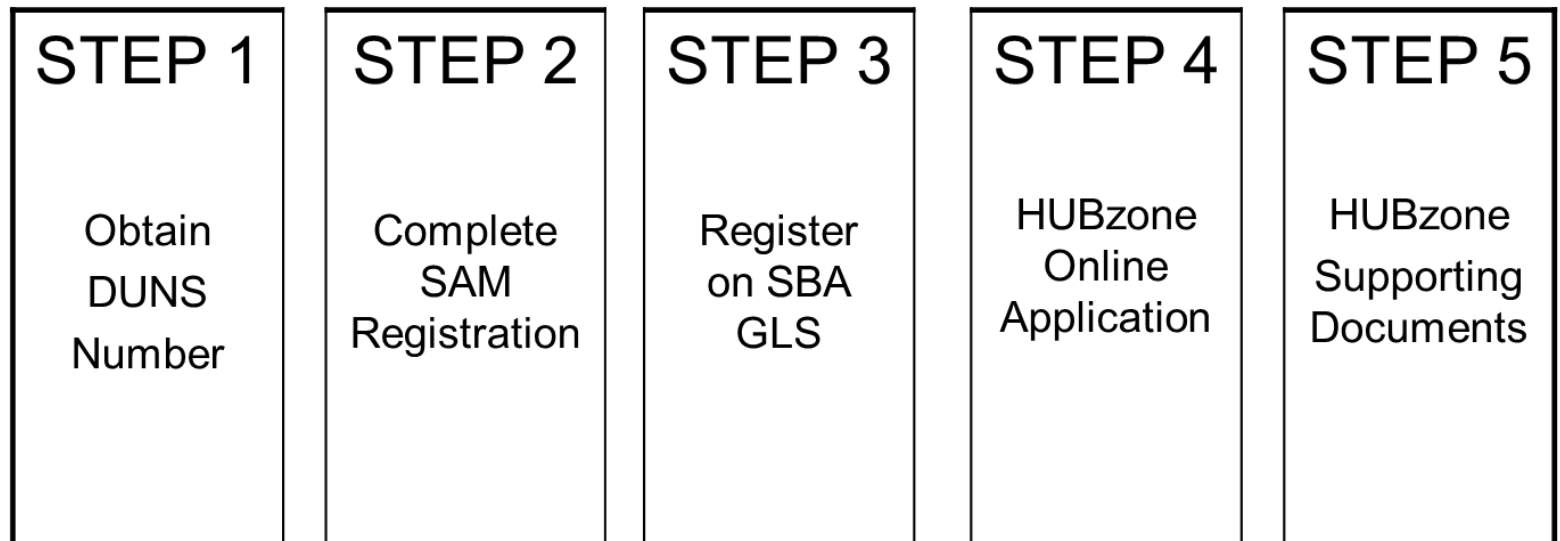 STEP 1
Obtain
DUNS
Number
STEP 2
Complete
SAM
Registration
STEP 3
Register
on SBA
GLS
STEP 4
HUBzone
Online
Application
STEP 5
HUBzone
Supporting
Documents